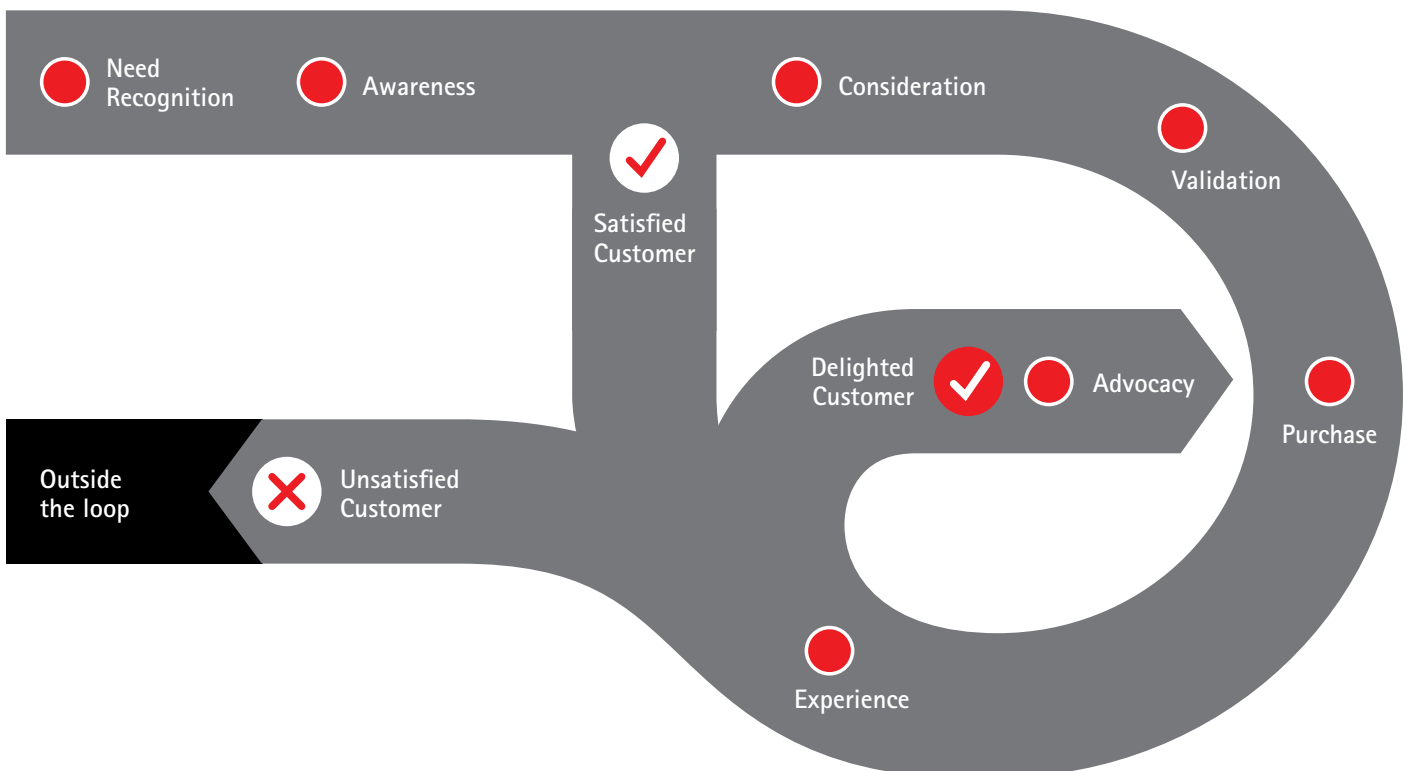 Need
Recognition
Awareness
Consideration
Validation
Satisfied
Customer
Delighted
Customer
Advocacy
Purchase
Outside
the loop
Unsatisfied
Customer
Experience